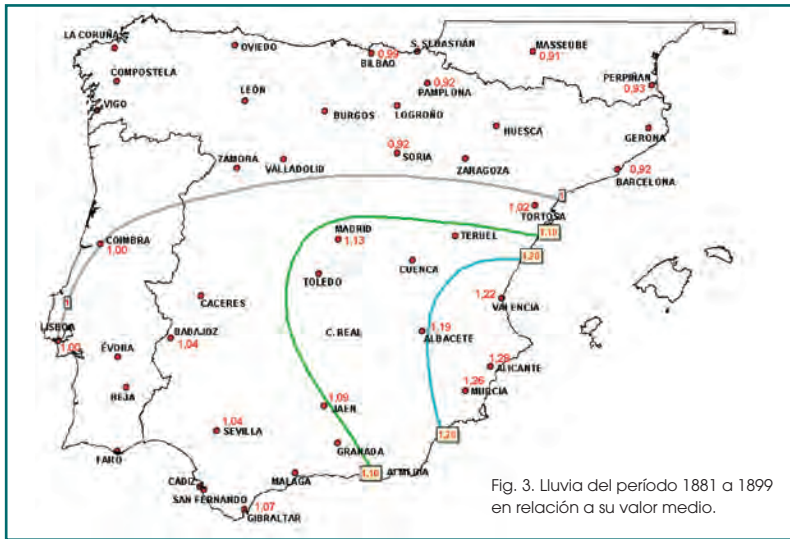 LA CORUÑA
OVIEDO
S. SEBASTIÁN
MASSEUBE
BILBAO
0,99
0,91
COMPOSTELA
0,92
PAMPLONA
PERPIÑAN
0,93
LEÓN
VIGO
BURGOS
LOGROÑO
HUESCA
GERONA
0,92
SORIA
ZAMORA
VALLADOLID
ZARAGOZA
0,92
BARCELONA
1
1,02
TORTOSA
MADRID
1,13
TERUEL
1.10
COIMBRA
1,00
1.20
CUENCA
TOLEDO
CACERES
1,22
VALENCIA
1
LISBOA
1,00
BADAJOZ
1,04
C. REAL
1,19
ALBACETE
ÉVORA
1,28
ALICANTE
BEJA
1,26
MURCIA
1,09
JAEN
1,04
SEVILLA
1.20
GRANADA
FARO
MALAGA
1.10
CADIZ
SAN FERNANDO
1,07
GIBRALTAR
Fig. 3. Lluvia del período 1881 a 1899
en relación a su valor medio.